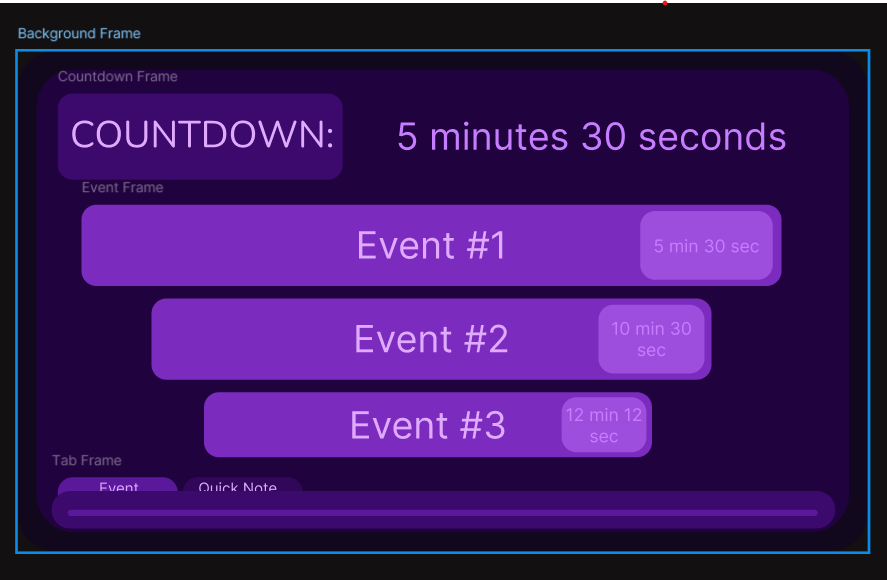 Background Frame
Countdown Frame
COUNTDOWN:
5 minutes 30 seconds
Event Frame
Event #1
5 min 30 sec
Event #2
10 min 30
sec
Event #3
12 min 12
sec
Tab Frame
Event
Quick Note